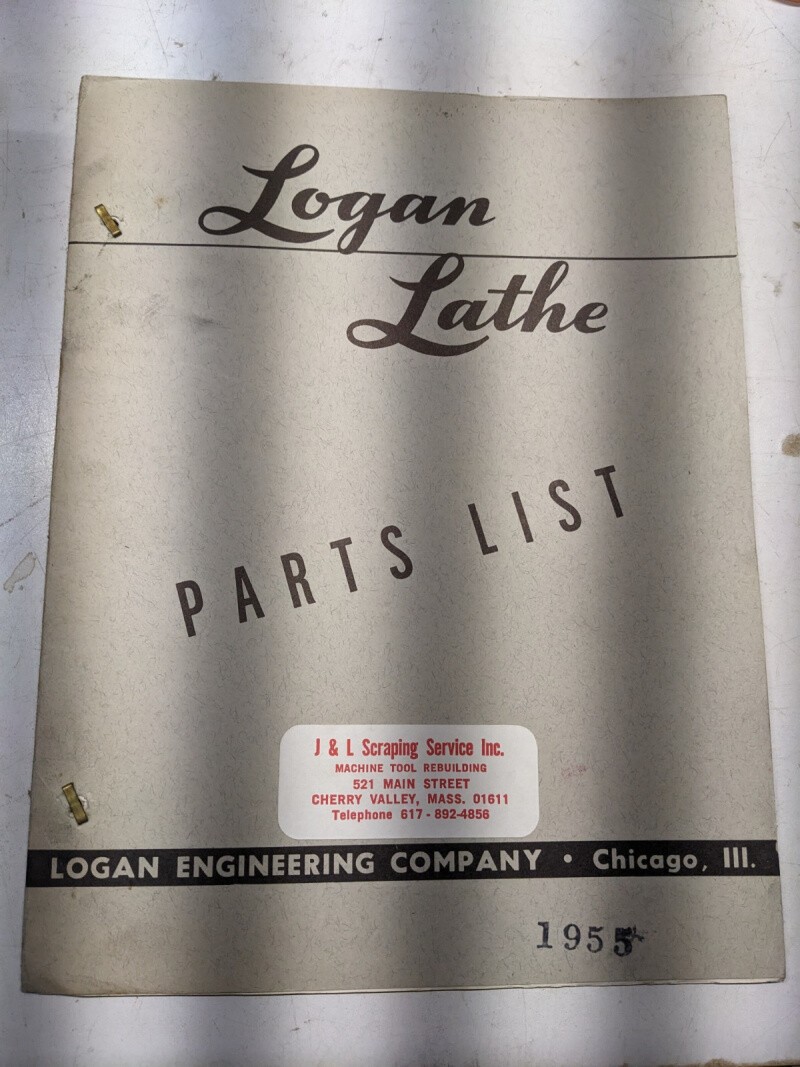 Logan
Lathe
PARTS LIST
J & L Scraping Service Inc.
MACHINE TOOL REBUILDING
521 MAIN STREET
CHERRY VALLEY, MASS. 01611
Telephone 617 - 892-4856
LOGAN ENGINEERING COMPANY • Chicago, Ill.
1955